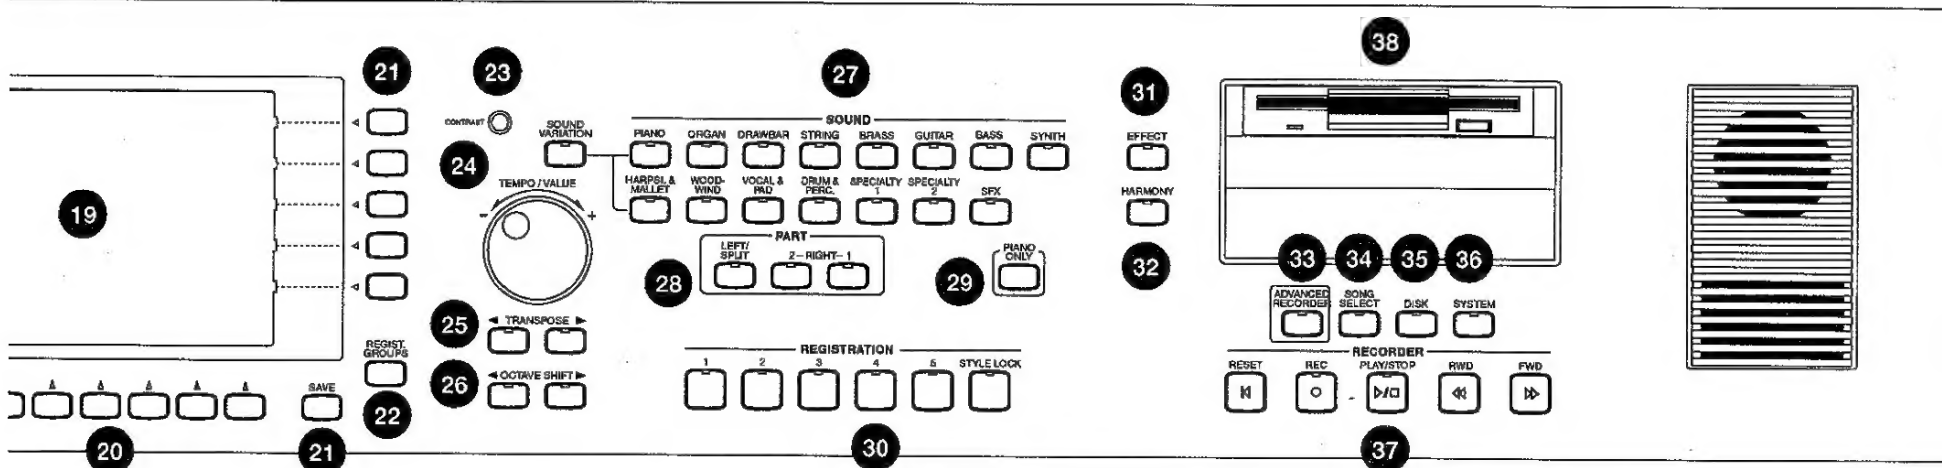 38
21
23
27
31
CONTRAST
SOUND
VARIATION
SOUND
PIANO ORGAN DRAWBAR STRING BRASS GUITAR BASS SYNTH
EFFECT
24
TEMPO / VALUE
- +
HARPSI. &
MALLET
WOOD-
WIND
VOCAL &
PAD
DRUM &
PERC.
SPECIALTY
1
SPECIALTY
2
SFX
HARMONY
19
PART
LEFT/
SPLIT
2 – RIGHT – 1
PIANO
ONLY
28
29
32
33 34 35 36
ADVANCED
RECORDER
SONG
SELECT
DISK
SYSTEM
25
◄ TRANSPOSE ►
REGIST.
GROUPS
REGISTRATION
1 2 3 4 5 STYLE LOCK
RECORDER
RESET REC PLAY/STOP RWD FWD
26
◄ OCTAVE SHIFT ►
SAVE
22
20
21
30
37